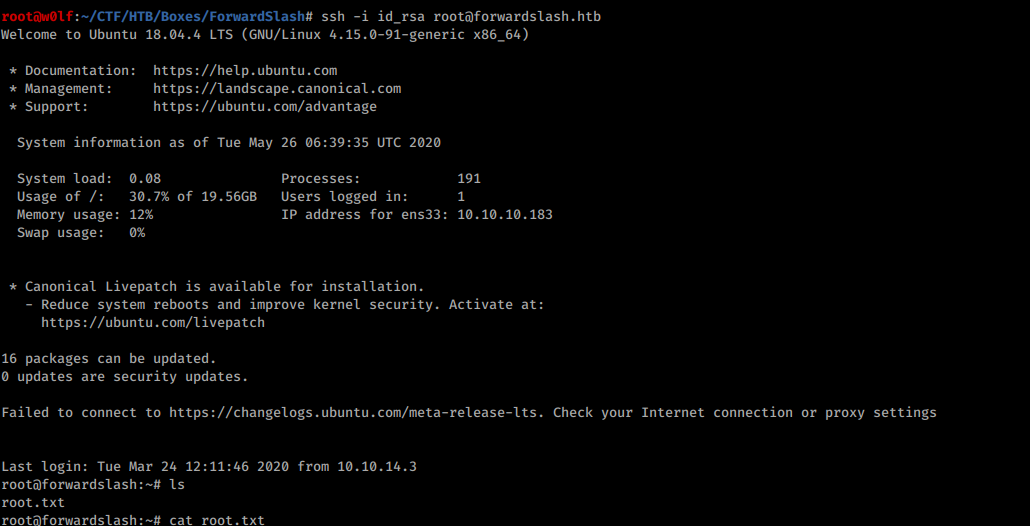 root@w0lf:~/CTF/HTB/Boxes/ForwardSlash# ssh -i id_rsa root@forwardslash.htb
Welcome to Ubuntu 18.04.4 LTS (GNU/Linux 4.15.0-91-generic x86_64)
* Documentation:  https://help.ubuntu.com
* Management:     https://landscape.canonical.com
* Support:        https://ubuntu.com/advantage
System information as of Tue May 26 06:39:35 UTC 2020
System load:  0.08               Processes:            191
Usage of /:   30.7% of 19.56GB   Users logged in:      1
Memory usage: 12%                IP address for ens33: 10.10.10.183
Swap usage:   0%
* Canonical Livepatch is available for installation.
- Reduce system reboots and improve kernel security. Activate at:
https://ubuntu.com/livepatch
16 packages can be updated.
0 updates are security updates.
Failed to connect to https://changelogs.ubuntu.com/meta-release-lts. Check your Internet connection or proxy settings
Last login: Tue Mar 24 12:11:46 2020 from 10.10.14.3
root@forwardslash:~# ls
root.txt
root@forwardslash:~# cat root.txt